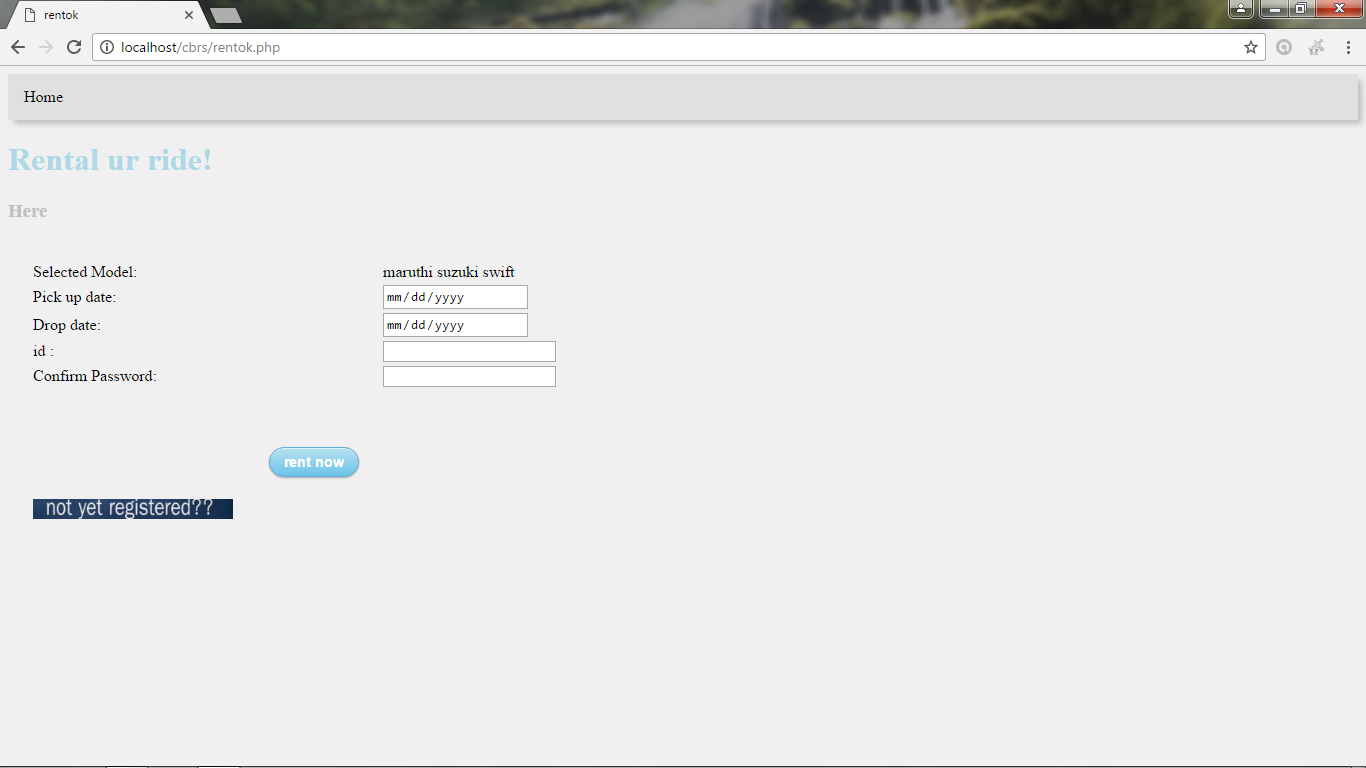 rentok
localhost/cbrs/rentok.php
Home
Rental ur ride!
Here
Selected Model: maruthi suzuki swift
Pick up date: mm/dd/yyyy
Drop date: mm/dd/yyyy
id :
Confirm Password:
rent now
not yet registered??